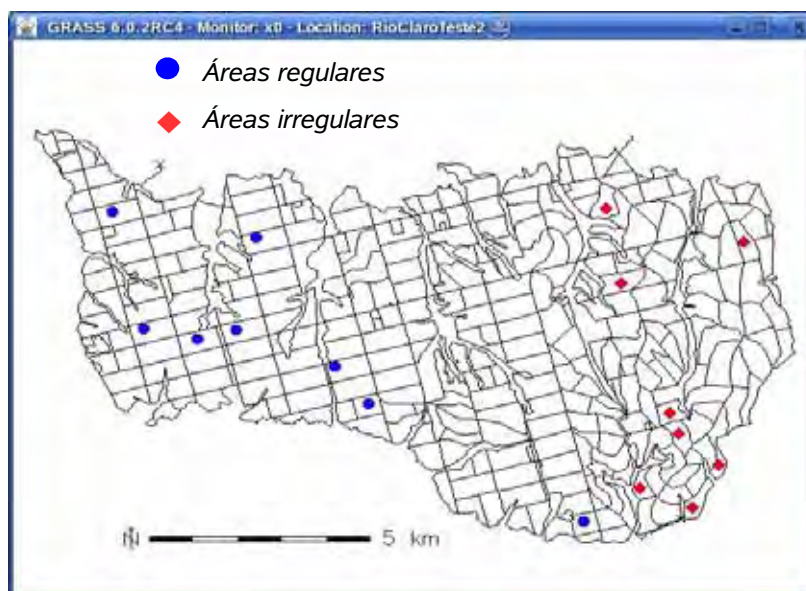 GRASS 6.0.2RC4 - Monitor: x0 - Location: RioClaroTeste2
Áreas regulares
Áreas irregulares
N 5 km